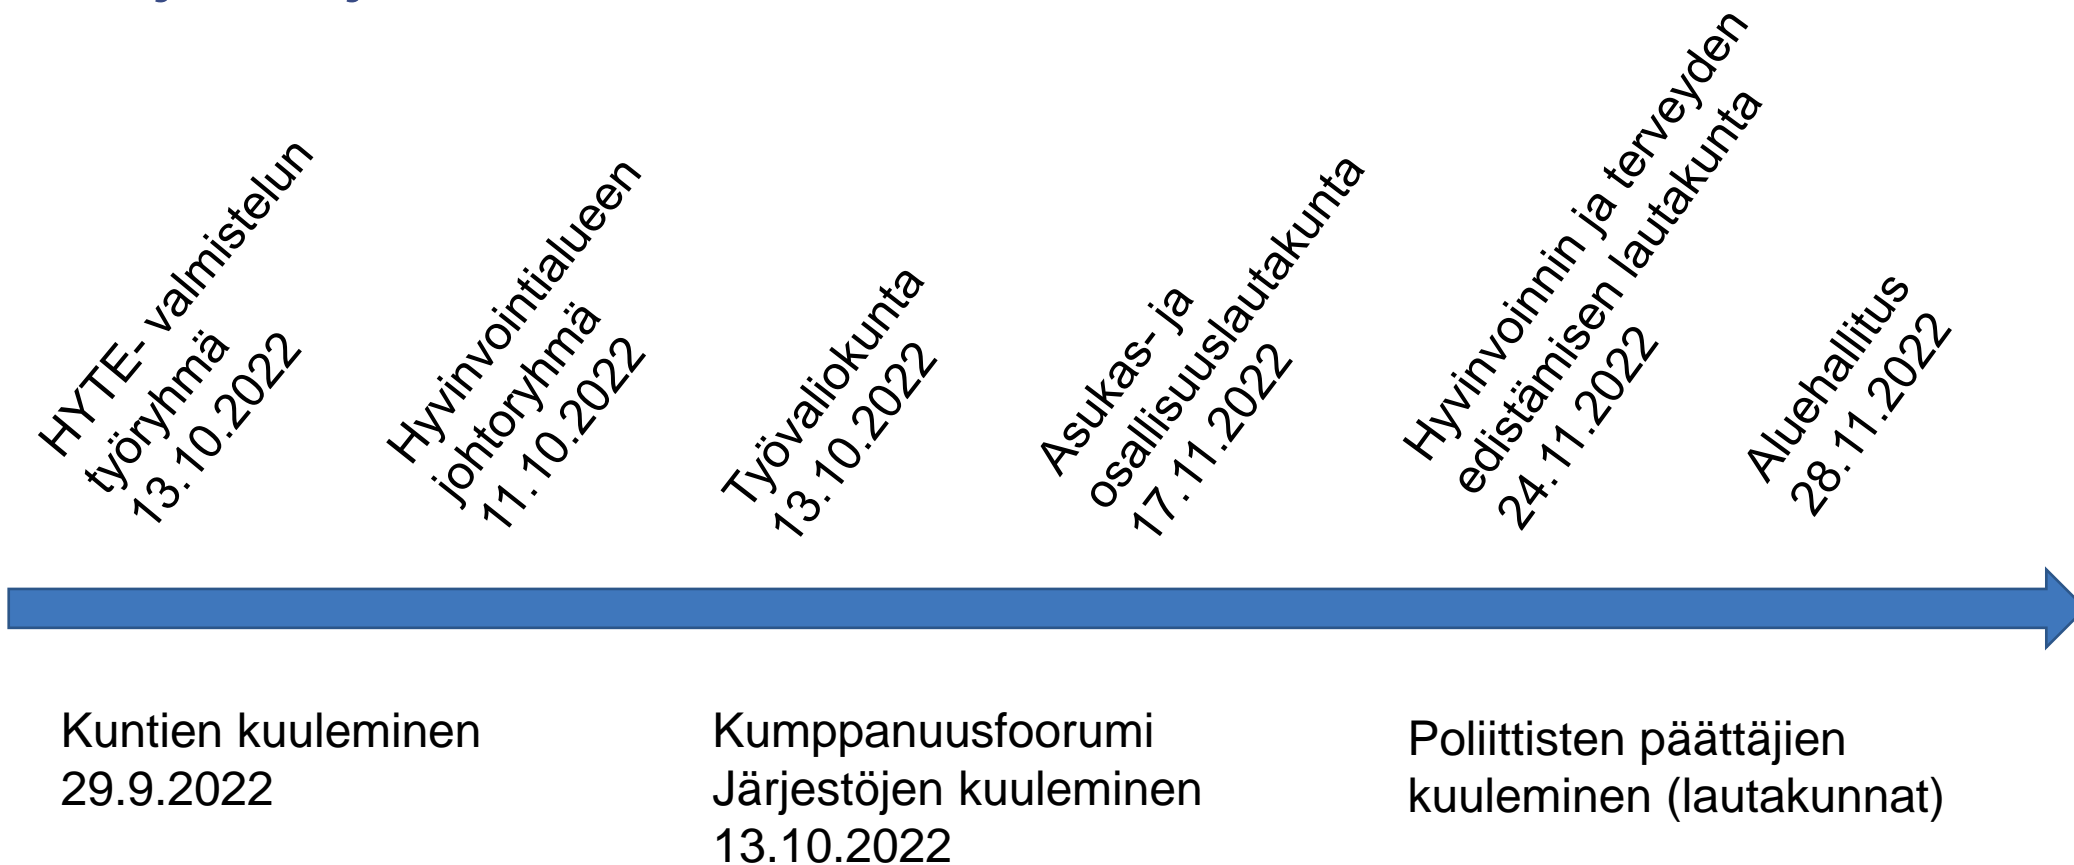 HYTE- valmistelun
työryhmä
13.10.2022
Hyvinvointialueen
johtoryhmä
11.10.2022
Työvaliokunta
13.10.2022
Asukas- ja
osallisuuslautakunta
17.11.2022
Hyvinvoinnin ja terveyden
edistämisen lautakunta
24.11.2022
Aluehallitus
28.11.2022
Kuntien kuuleminen
29.9.2022
Kumppanuusfoorumi
Järjestöjen kuuleminen
13.10.2022
Poliittisten päättäjien
kuuleminen (lautakunnat)